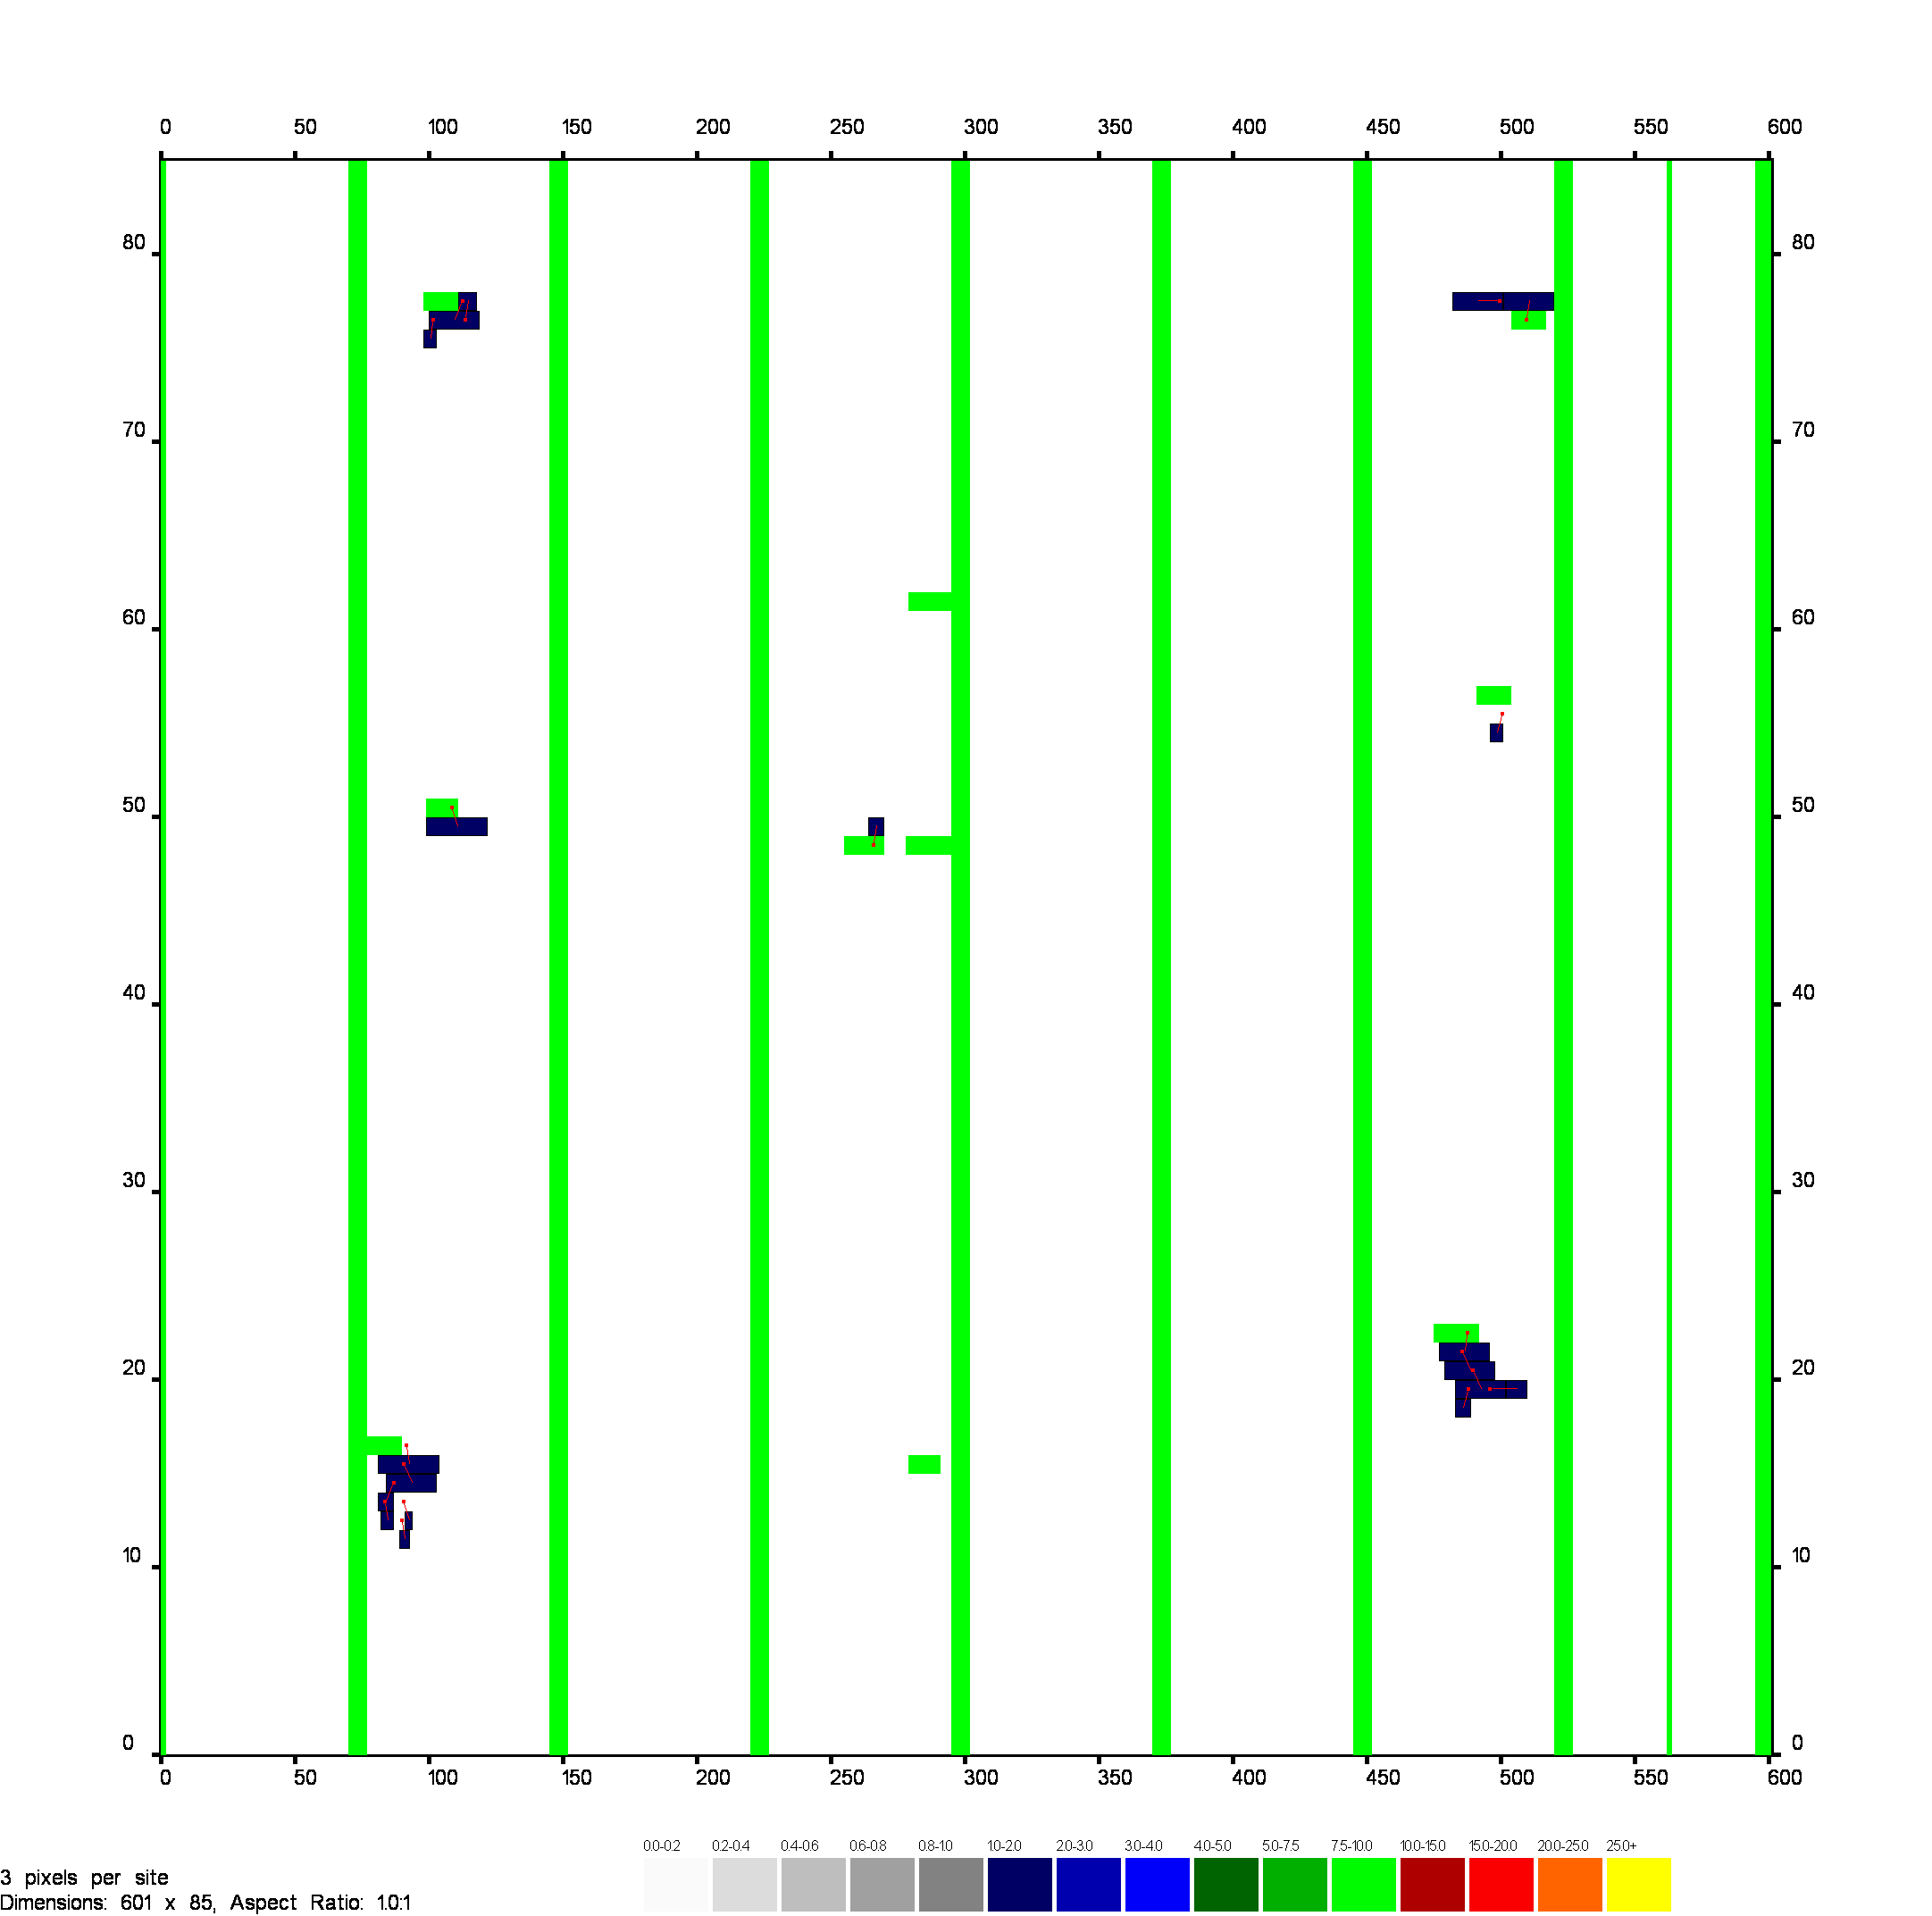 0 50 100 150 200 250 300 350 400 450 500 550 600
80 80
70 70
60 60
50 50
40 40
30 30
20 20
10 10
0 0
0 50 100 150 200 250 300 350 400 450 500 550 600
0.0-0.2 0.2-0.4 0.4-0.6 0.6-0.8 0.8-1.0 1.0-2.0 2.0-3.0 3.0-4.0 4.0-5.0 5.0-7.5 7.5-10.0 10.0-15.0 15.0-20.0 20.0-25.0 25.0+
3 pixels per site
Dimensions: 601 x 85, Aspect Ratio: 1.0:1